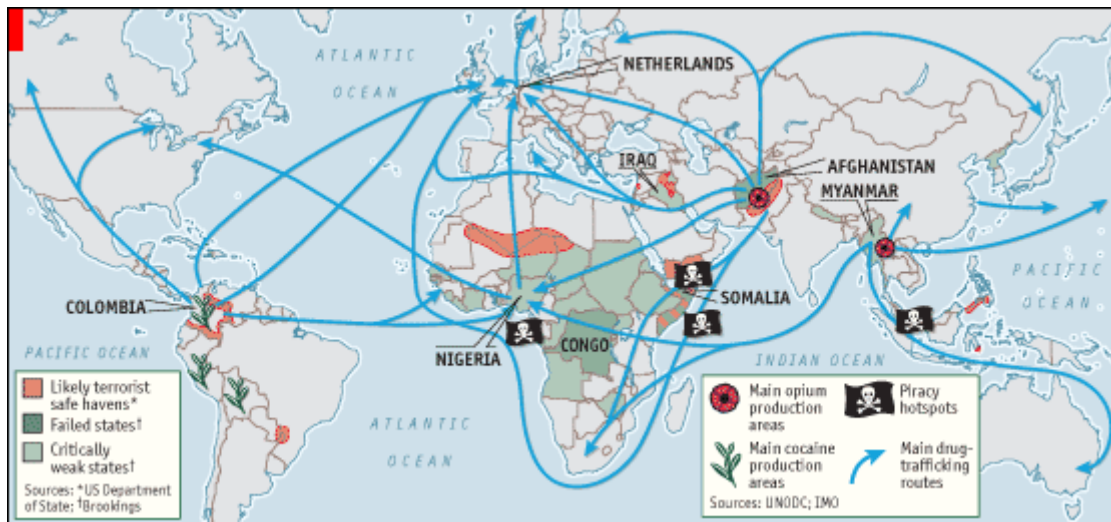 ATLANTIC
OCEAN
NETHERLANDS
IRAQ
AFGHANISTAN
MYANMAR
COLOMBIA
PACIFIC OCEAN
NIGERIA
CONGO
SOMALIA
PACIFIC
OCEAN
INDIAN OCEAN
ATLANTIC
OCEAN
Likely terrorist
safe havens*
Failed states†
Critically
weak states†
Sources: *US Department
of State; †Brookings
Main opium
production
areas
Piracy
hotspots
Main cocaine
production
areas
Main drug-
trafficking
routes
Sources: UNODC; IMO